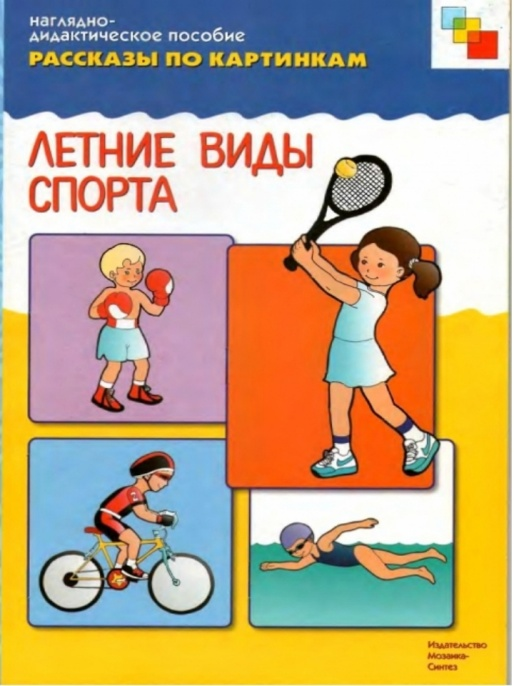 НАГЛЯДНО-
ДИДАКТИЧЕСКОЕ ПОСОБИЕ
РАССКАЗЫ ПО КАРТИНКАМ
ЛЕТНИЕ ВИДЫ
СПОРТА
Издательство
Мозаика-
Синтез